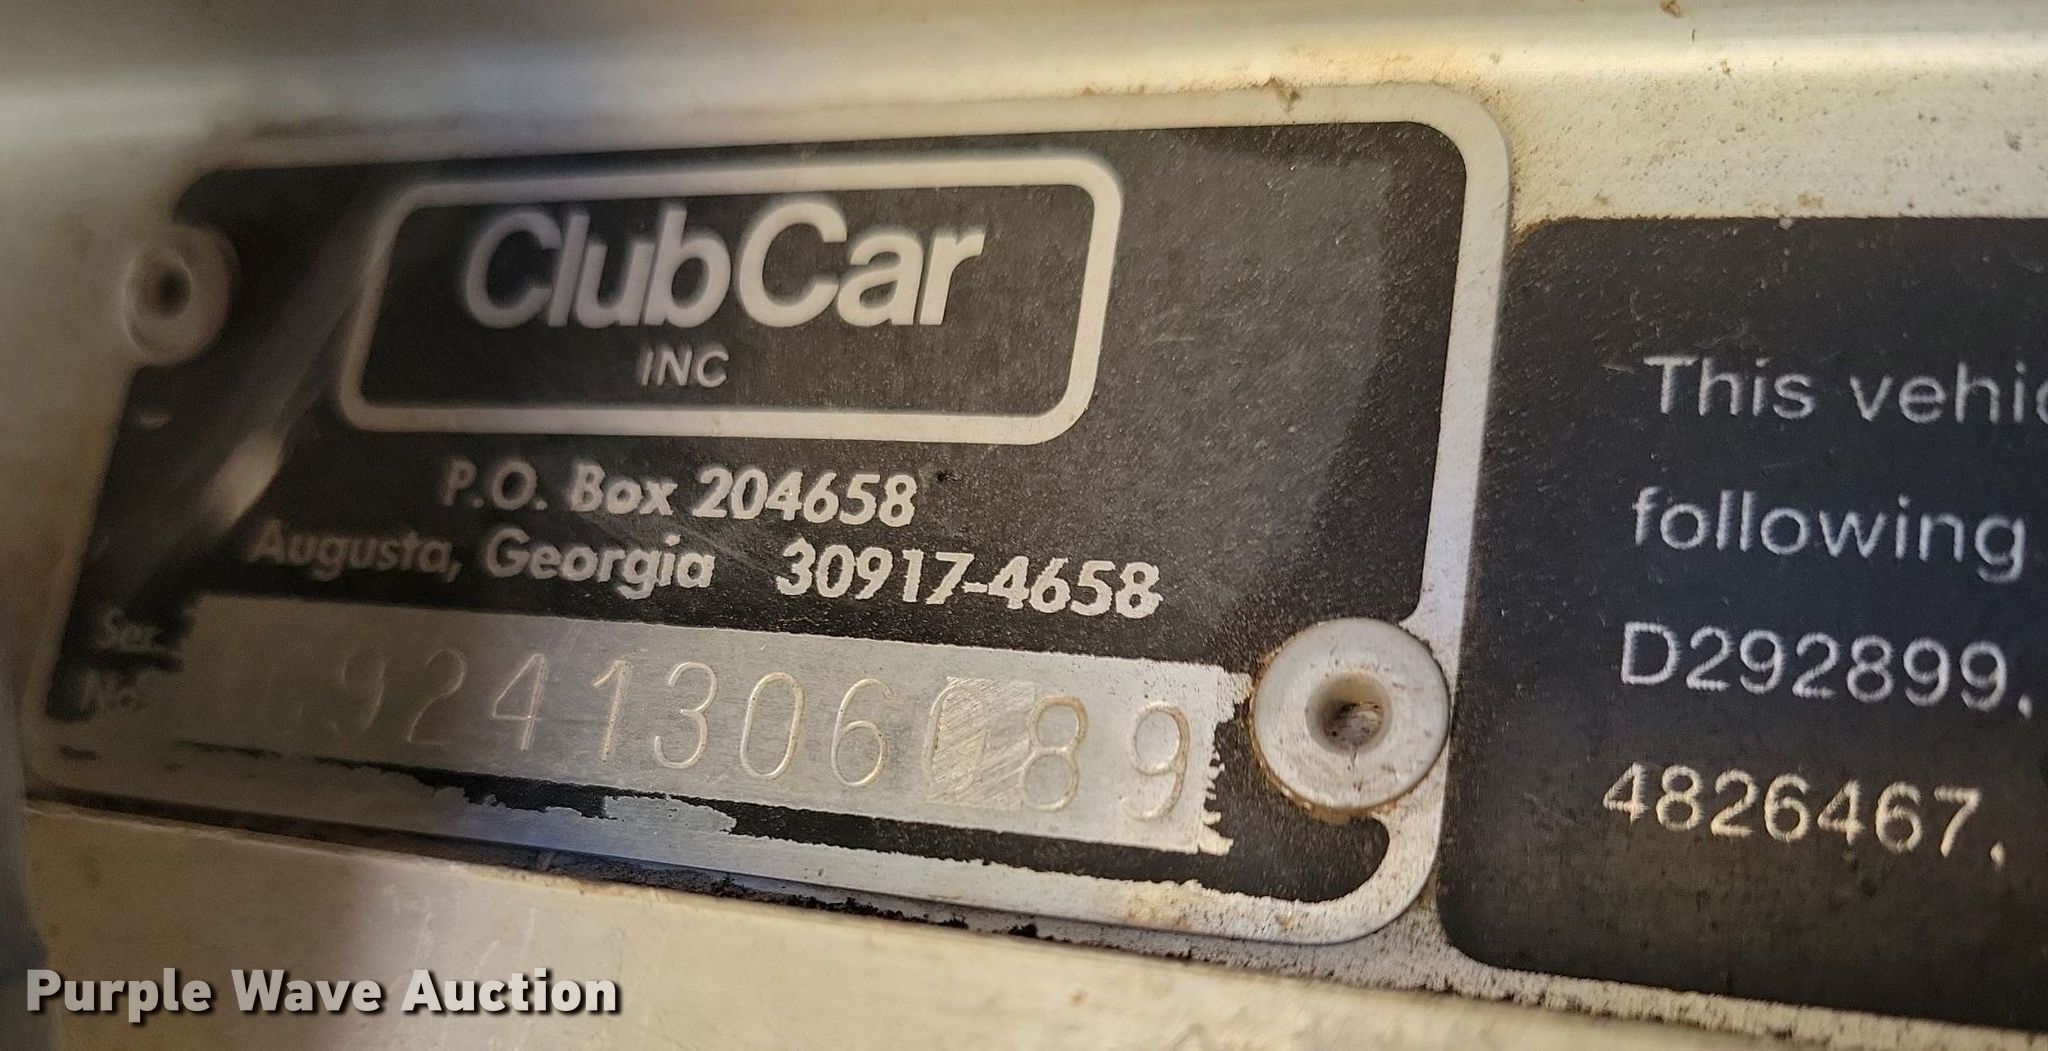 ClubCar
INC
P.O. Box 204658
Augusta, Georgia 30917-4658
Ser.
No.
This vehic
following
D292899,
4826467,
Purple Wave Auction